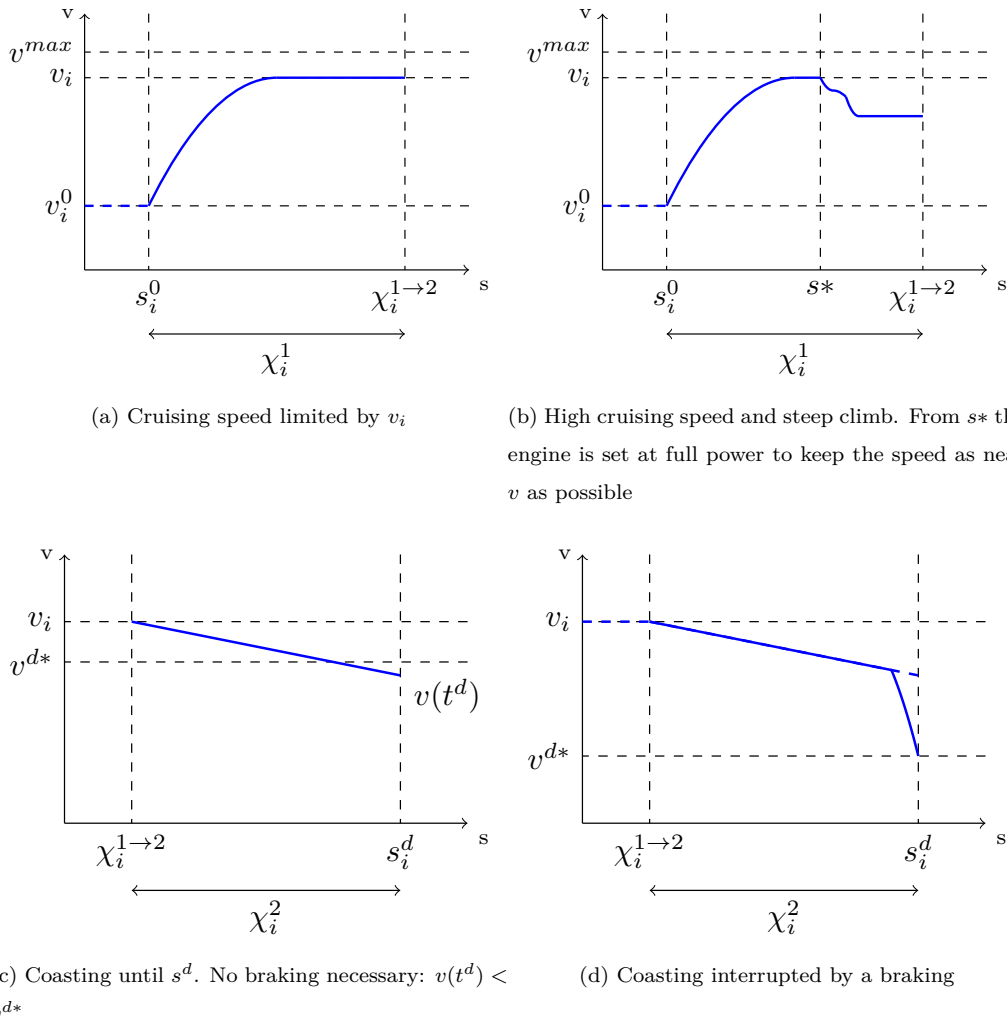 v
v^{max}
v_i
v_i^0
s_i^0
χ_i^{1→2}
s
χ_i^1
(a) Cruising speed limited by v_i
v
v^{max}
v_i
v_i^0
s_i^0
s*
χ_i^{1→2}
s
χ_i^1
(b) High cruising speed and steep climb. From s* th
engine is set at full power to keep the speed as nea
v as possible
v
v_i
v^{d*}
v(t^d)
χ_i^{1→2}
s_i^d
s
χ_i^2
c) Coasting until s^d. No braking necessary: v(t^d) <
v^{d*}
v
v_i
v^{d*}
χ_i^{1→2}
s_i^d
s
χ_i^2
(d) Coasting interrupted by a braking